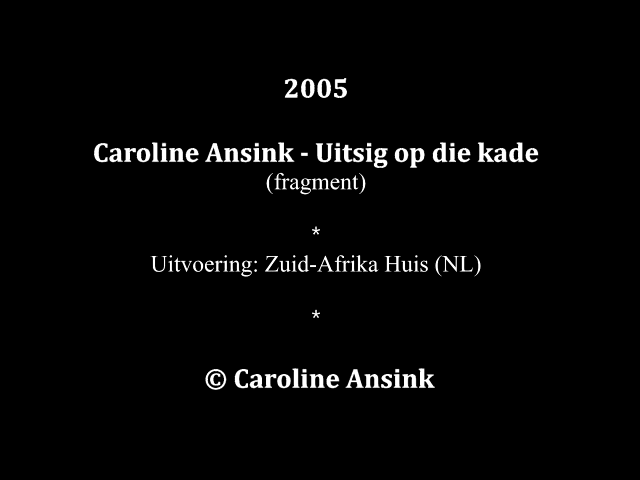 2005
Caroline Ansink - Uitsig op die kade
(fragment)
*
Uitvoering: Zuid-Afrika Huis (NL)
*
© Caroline Ansink